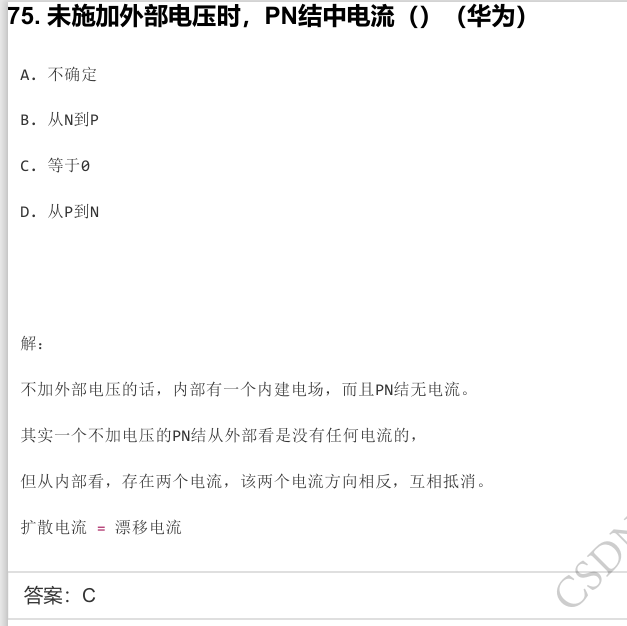 75. 未施加外部电压时，PN结中电流（）（华为）
A. 不确定
B. 从N到P
C. 等于0
D. 从P到N
解：
不加外部电压的话，内部有一个内建电场，而且PN结无电流。
其实一个不加电压的PN结从外部看是没有任何电流的，
但从内部看，存在两个电流，该两个电流方向相反，互相抵消。
扩散电流 = 漂移电流
答案：C
CSDN